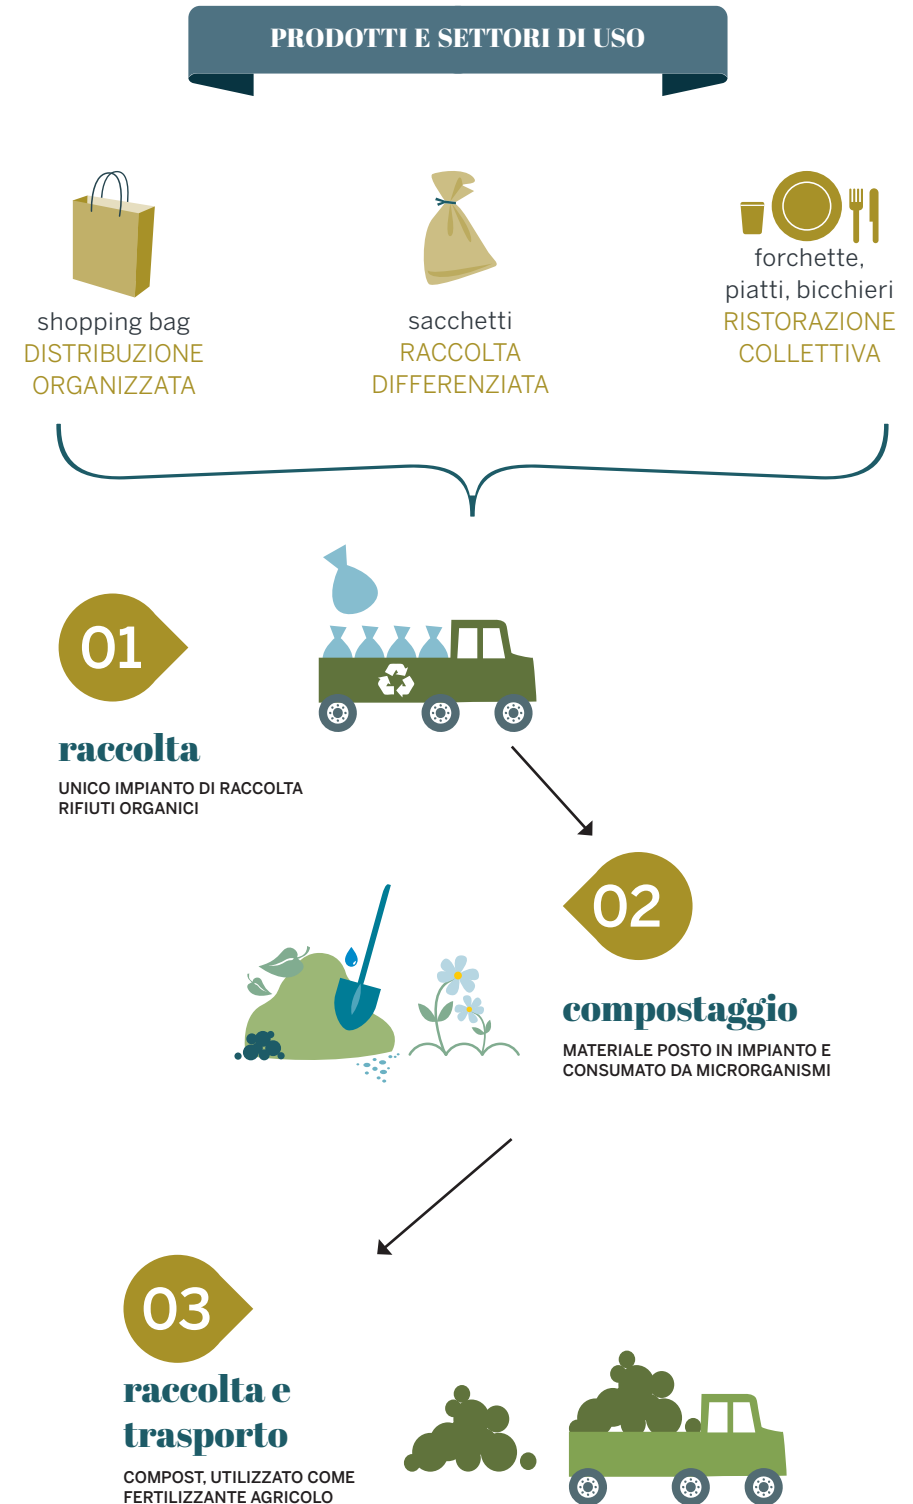 PRODOTTI E SETTORI DI USO
shopping bag
DISTRIBUZIONE
ORGANIZZATA
sacchetti
RACCOLTA
DIFFERENZIATA
forchette,
piatti, bicchieri
RISTORAZIONE
COLLETTIVA
01
raccolta
UNICO IMPIANTO DI RACCOLTA
RIFIUTI ORGANICI
02
compostaggio
MATERIALE POSTO IN IMPIANTO E
CONSUMATO DA MICRORGANISMI
03
raccolta e
trasporto
COMPOST, UTILIZZATO COME
FERTILIZZANTE AGRICOLO